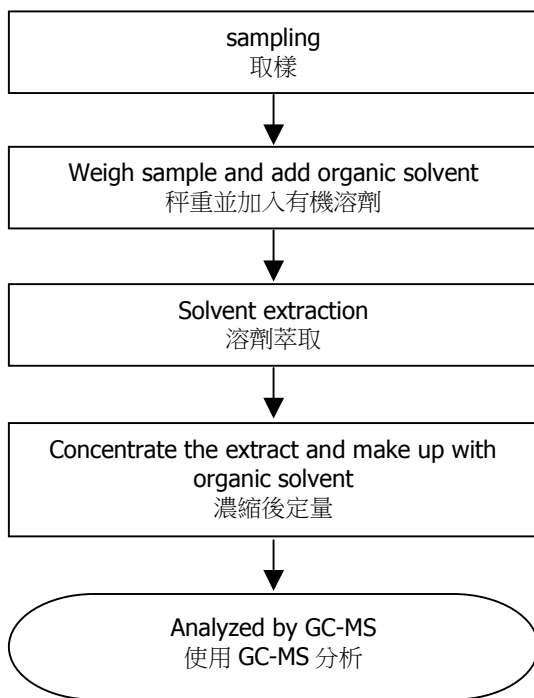 sampling
取樣
Weigh sample and add organic solvent
秤重並加入有機溶劑
Solvent extraction
溶劑萃取
Concentrate the extract and make up with
organic solvent
濃縮後定量
Analyzed by GC-MS
使用 GC-MS 分析